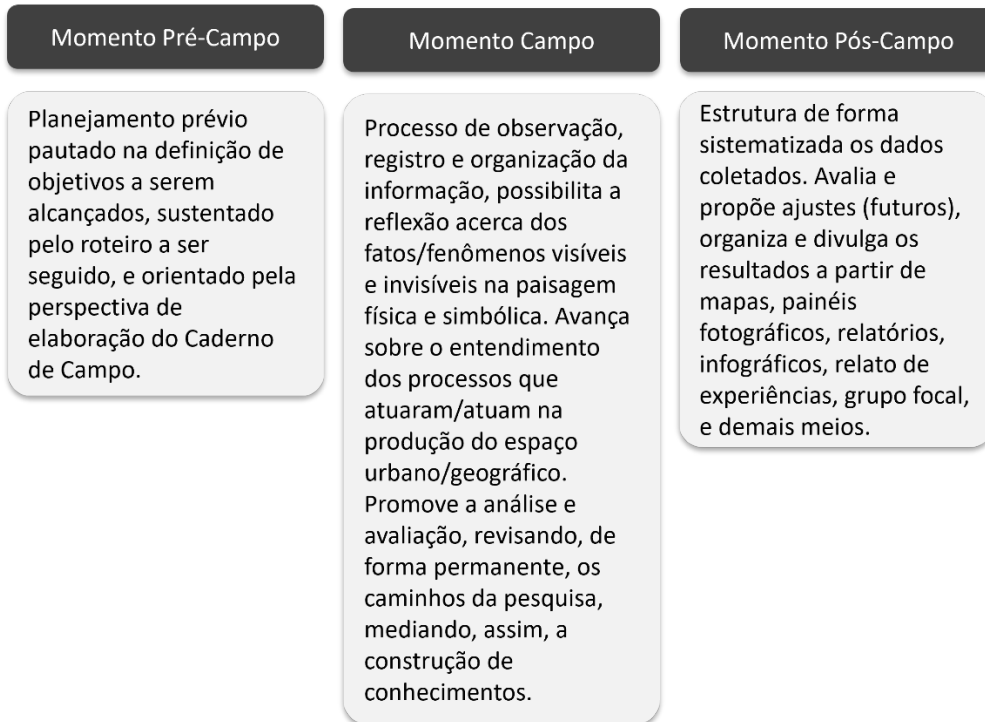 Momento Pré-Campo
Planejamento prévio
pautado na definição de
objetivos a serem
alcançados, sustentado
pelo roteiro a ser
seguido, e orientado pela
perspectiva de
elaboração do Caderno
de Campo.
Momento Campo
Processo de observação,
registro e organização da
informação, possibilita a
reflexão acerca dos
fatos/fenômenos visíveis
e invisíveis na paisagem
física e simbólica. Avança
sobre o entendimento
dos processos que
atuaram/atuam na
produção do espaço
urbano/geográfico.
Promove a análise e
avaliação, revisando, de
forma permanente, os
caminhos da pesquisa,
mediando, assim, a
construção de
conhecimentos.
Momento Pós-Campo
Estrutura de forma
sistematizada os dados
coletados. Avalia e
propõe ajustes (futuros),
organiza e divulga os
resultados a partir de
mapas, painéis
fotográficos, relatórios,
infográficos, relato de
experiências, grupo focal,
e demais meios.